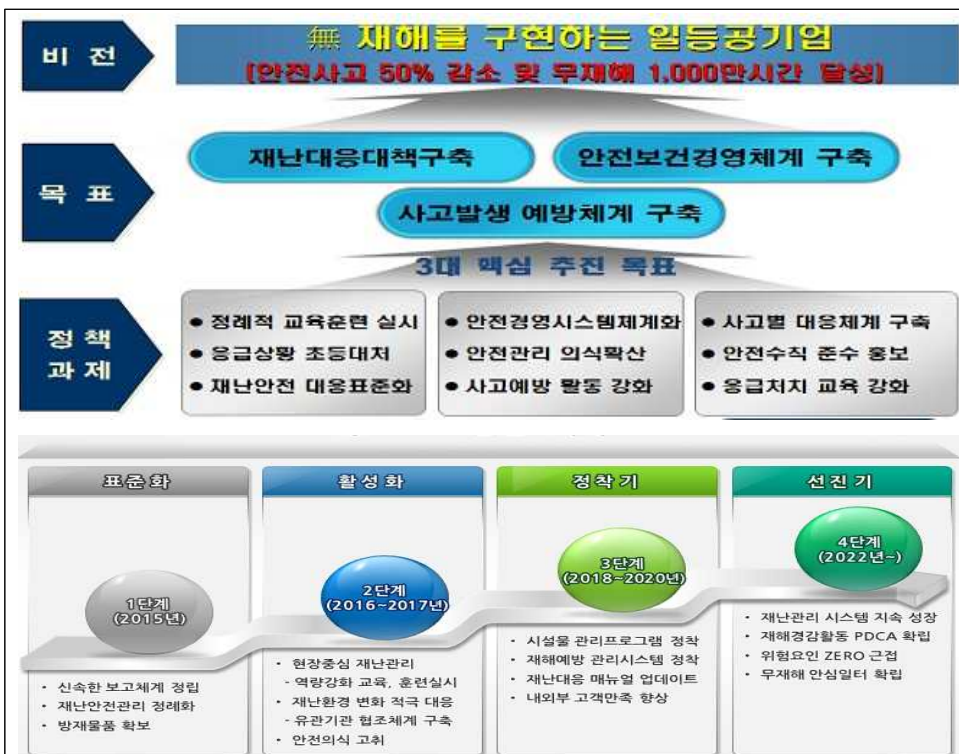 비 전
無 재해를 구현하는 일등공기업
[안전사고 50% 감소 및 무재해 1.000만시간 달성]
목 표
재난대응대책구축
안전보건경영체계 구축
사고발생 예방체계 구축
3대 핵심 추진 목표
정 책
과 제
● 정례적 교육훈련 실시
● 응급상황 초등대처
● 재난안전 대응표준화
● 안전경영시스템체계화
● 안전관리 의식확산
● 사고예방 활동 강화
● 사고별 대응체계 구축
● 안전수직 준수 홍보
● 응급처치 교육 강화
표준화
1단계
(2015년)
• 신속한 보고체계 정립
• 재난안전관리 정례화
• 방재물품 확보
활성화
2단계
(2016~2017년)
• 현장중심 재난관리
- 역량강화 교육, 훈련실시
• 재난환경 변화 적극 대응
- 유관기관 협조체계 구축
• 안전의식 고취
정착기
3단계
(2018~2020년)
• 시설물 관리프로그램 정착
• 재해예방 관리시스템 정착
• 재난대응 매뉴얼 업데이트
• 내외부 고객만족 향상
선진기
4단계
(2022년~)
• 재난관리 시스템 지속 성장
• 재해경감활동 PDCA 확립
• 위험요인 ZERO 근접
• 무재해 안심일터 확립